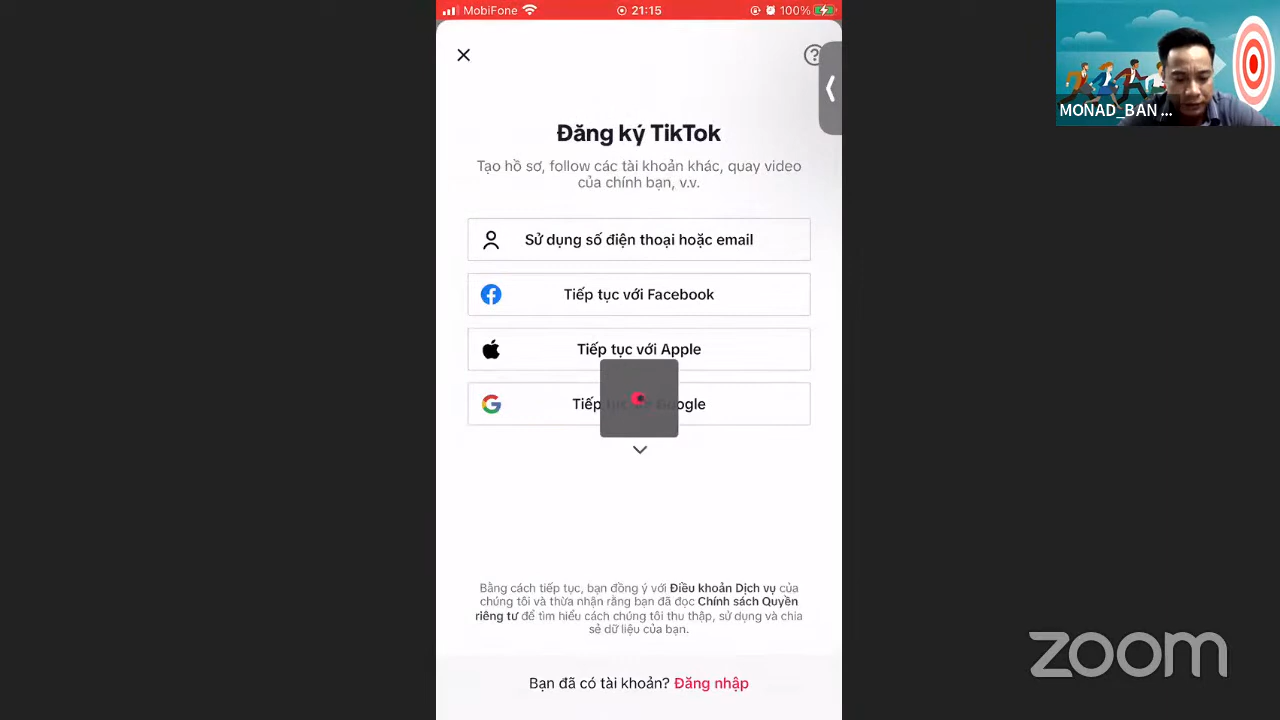 MobiFone
21:15
100%
MONAD_BAN ...
Đăng ký TikTok
Tạo hồ sơ, follow các tài khoản khác, quay video
của chính bạn, v.v.
Sử dụng số điện thoại hoặc email
Tiếp tục với Facebook
Tiếp tục với Apple
Tiếp
Bằng cách tiếp tục, bạn đồng ý với Điều khoản Dịch vụ của
chúng tôi và thừa nhận rằng bạn đã đọc Chính sách Quyền
riêng tư để tìm hiểu cách chúng tôi thu thập, sử dụng và chia
sẻ dữ liệu của bạn.
zoom
Bạn đã có tài khoản? Đăng nhập